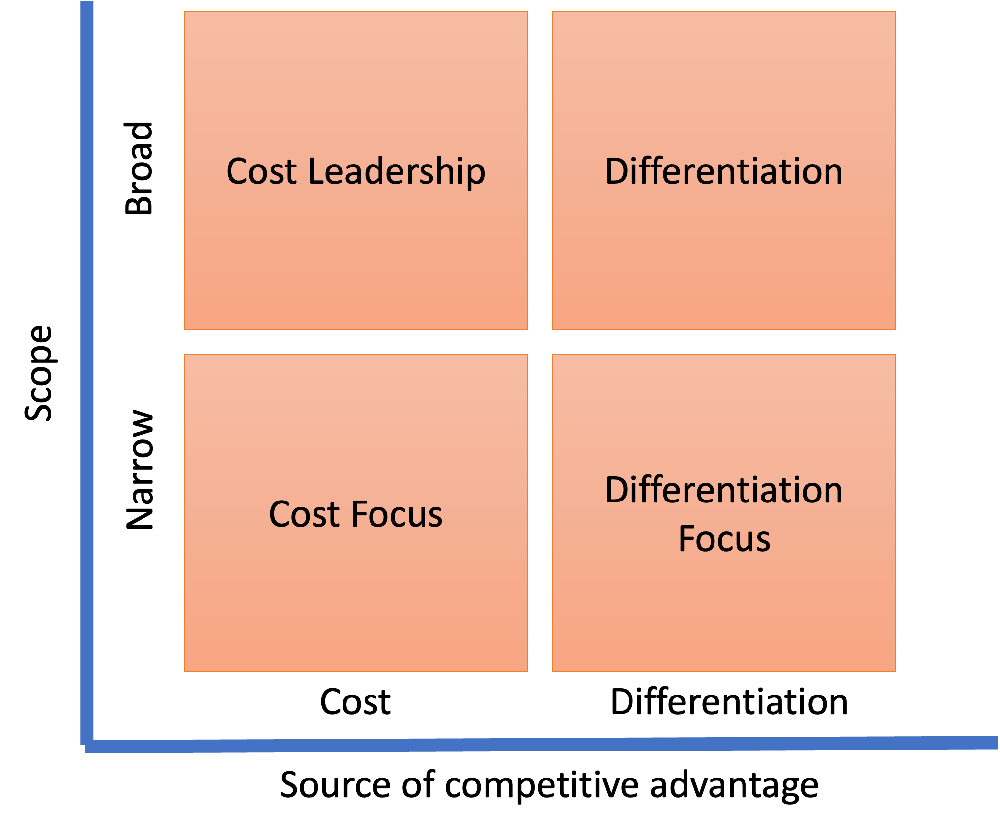 Scope
Broad
Cost Leadership
Differentiation
Narrow
Cost Focus
Differentiation
Focus
Cost
Differentiation
Source of competitive advantage